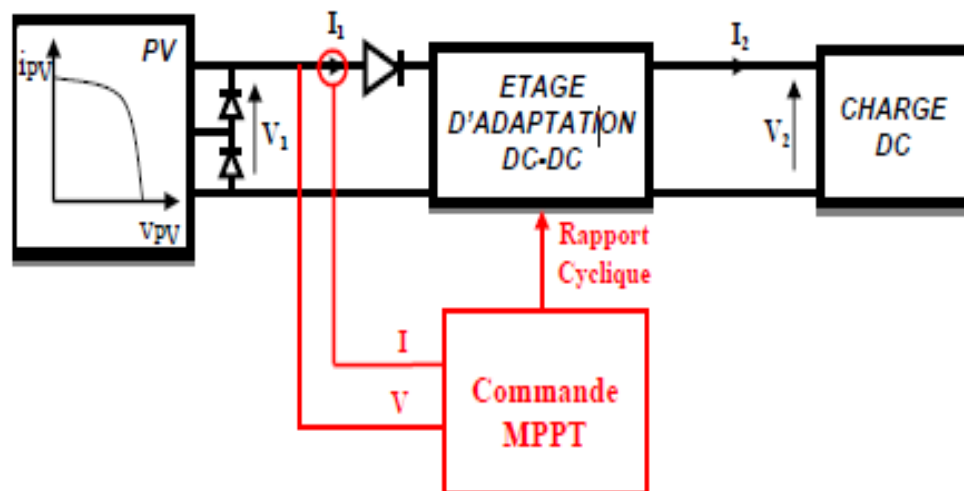 PV
iPV
vPV
V1
I1
ETAGE
D'ADAPTATION
DC-DC
I2
V2
CHARGE
DC
Rapport
Cyclique
I
V
Commande
MPPT